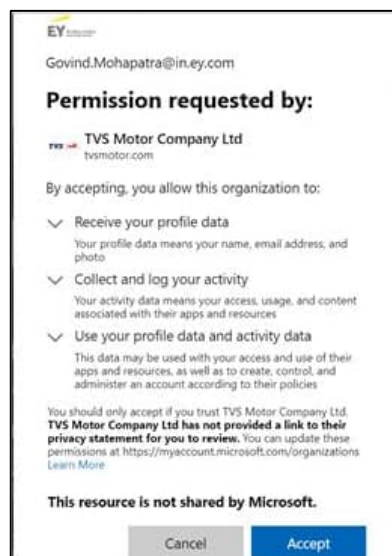 EY
Govind.Mohapatra@in.ey.com
Permission requested by:
TVS
TVS Motor Company Ltd
tvsmotor.com
By accepting, you allow this organization to:
Receive your profile data
Your profile data means your name, email address, and
photo
Collect and log your activity
Your activity data means your access, usage, and content
associated with their apps and resources
Use your profile data and activity data
This data may be used with your access and use of their
apps and resources, as well as to create, control, and
administer an account according to their policies
You should only accept if you trust TVS Motor Company Ltd.
TVS Motor Company Ltd has not provided a link to their
privacy statement for you to review. You can update these
permissions at https://myaccount.microsoft.com/organizations
Learn More
This resource is not shared by Microsoft.
Cancel Accept